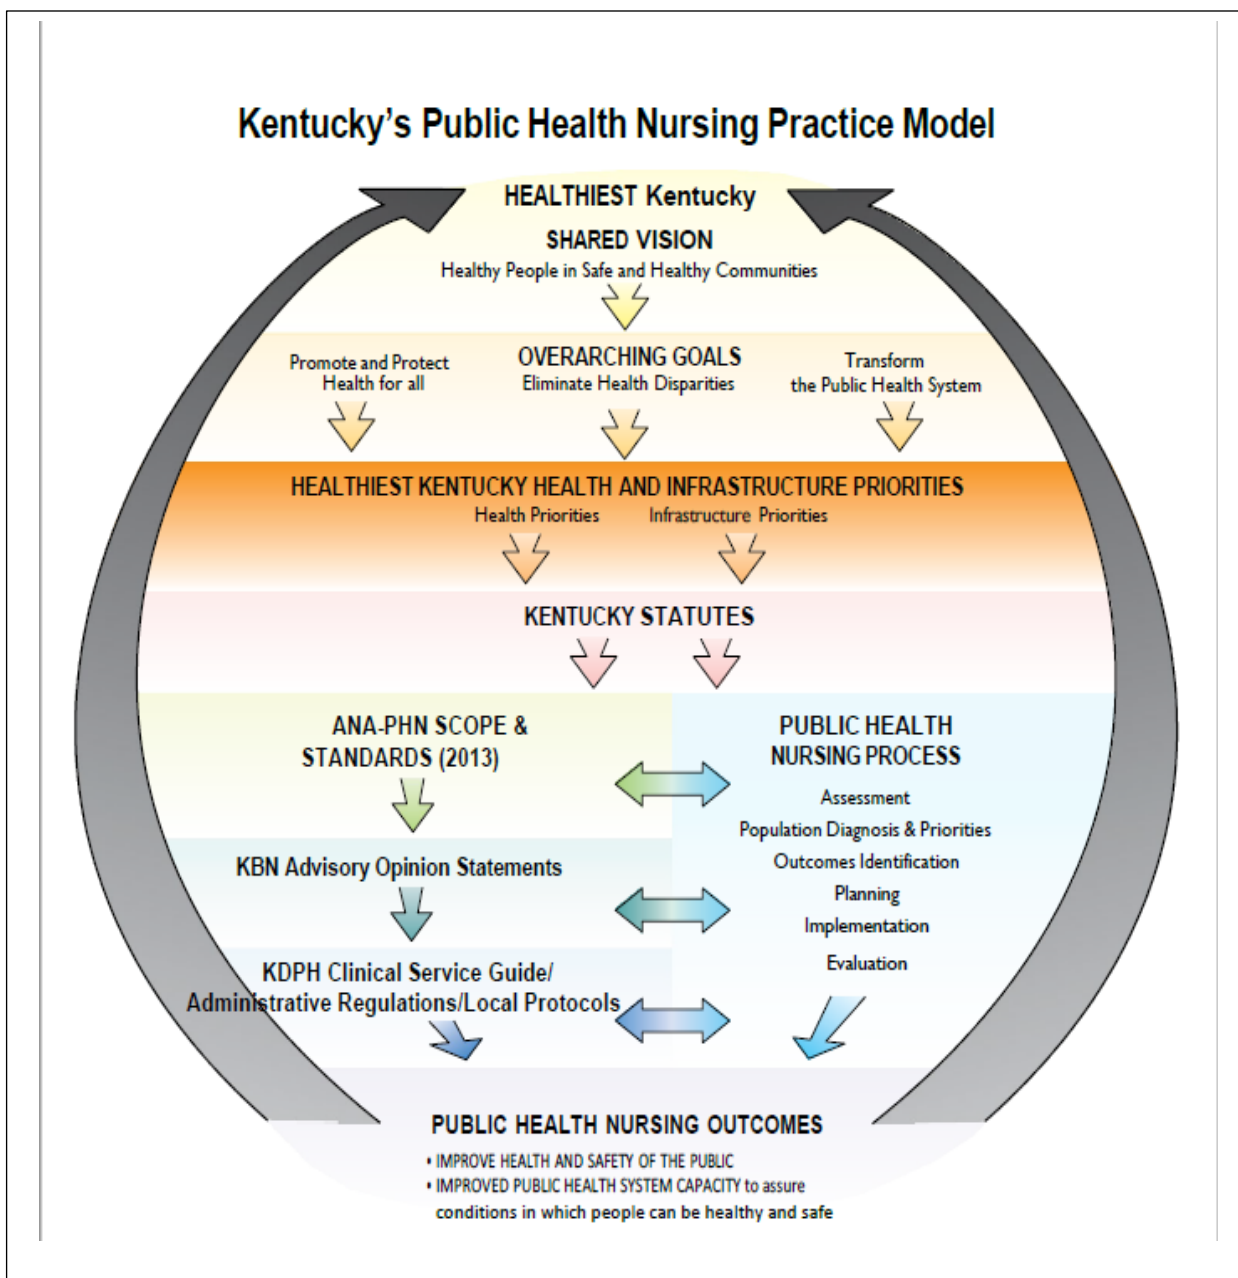 Kentucky's Public Health Nursing Practice Model
HEALTHIEST Kentucky
SHARED VISION
Healthy People in Safe and Healthy Communities
Promote and Protect
Health for all
OVERARCHING GOALS
Eliminate Health Disparities
Transform
the Public Health System
HEALTHIEST KENTUCKY HEALTH AND INFRASTRUCTURE PRIORITIES
Health Priorities
Infrastructure Priorities
KENTUCKY STATUTES
ANA-PHN SCOPE &
STANDARDS (2013)
KBN Advisory Opinion Statements
KDPH Clinical Service Guide/
Administrative Regulations/Local Protocols
PUBLIC HEALTH
NURSING PROCESS
Assessment
Population Diagnosis & Priorities
Outcomes Identification
Planning
Implementation
Evaluation
PUBLIC HEALTH NURSING OUTCOMES
• IMPROVE HEALTH AND SAFETY OF THE PUBLIC
• IMPROVED PUBLIC HEALTH SYSTEM CAPACITY to assure
conditions in which people can be healthy and safe